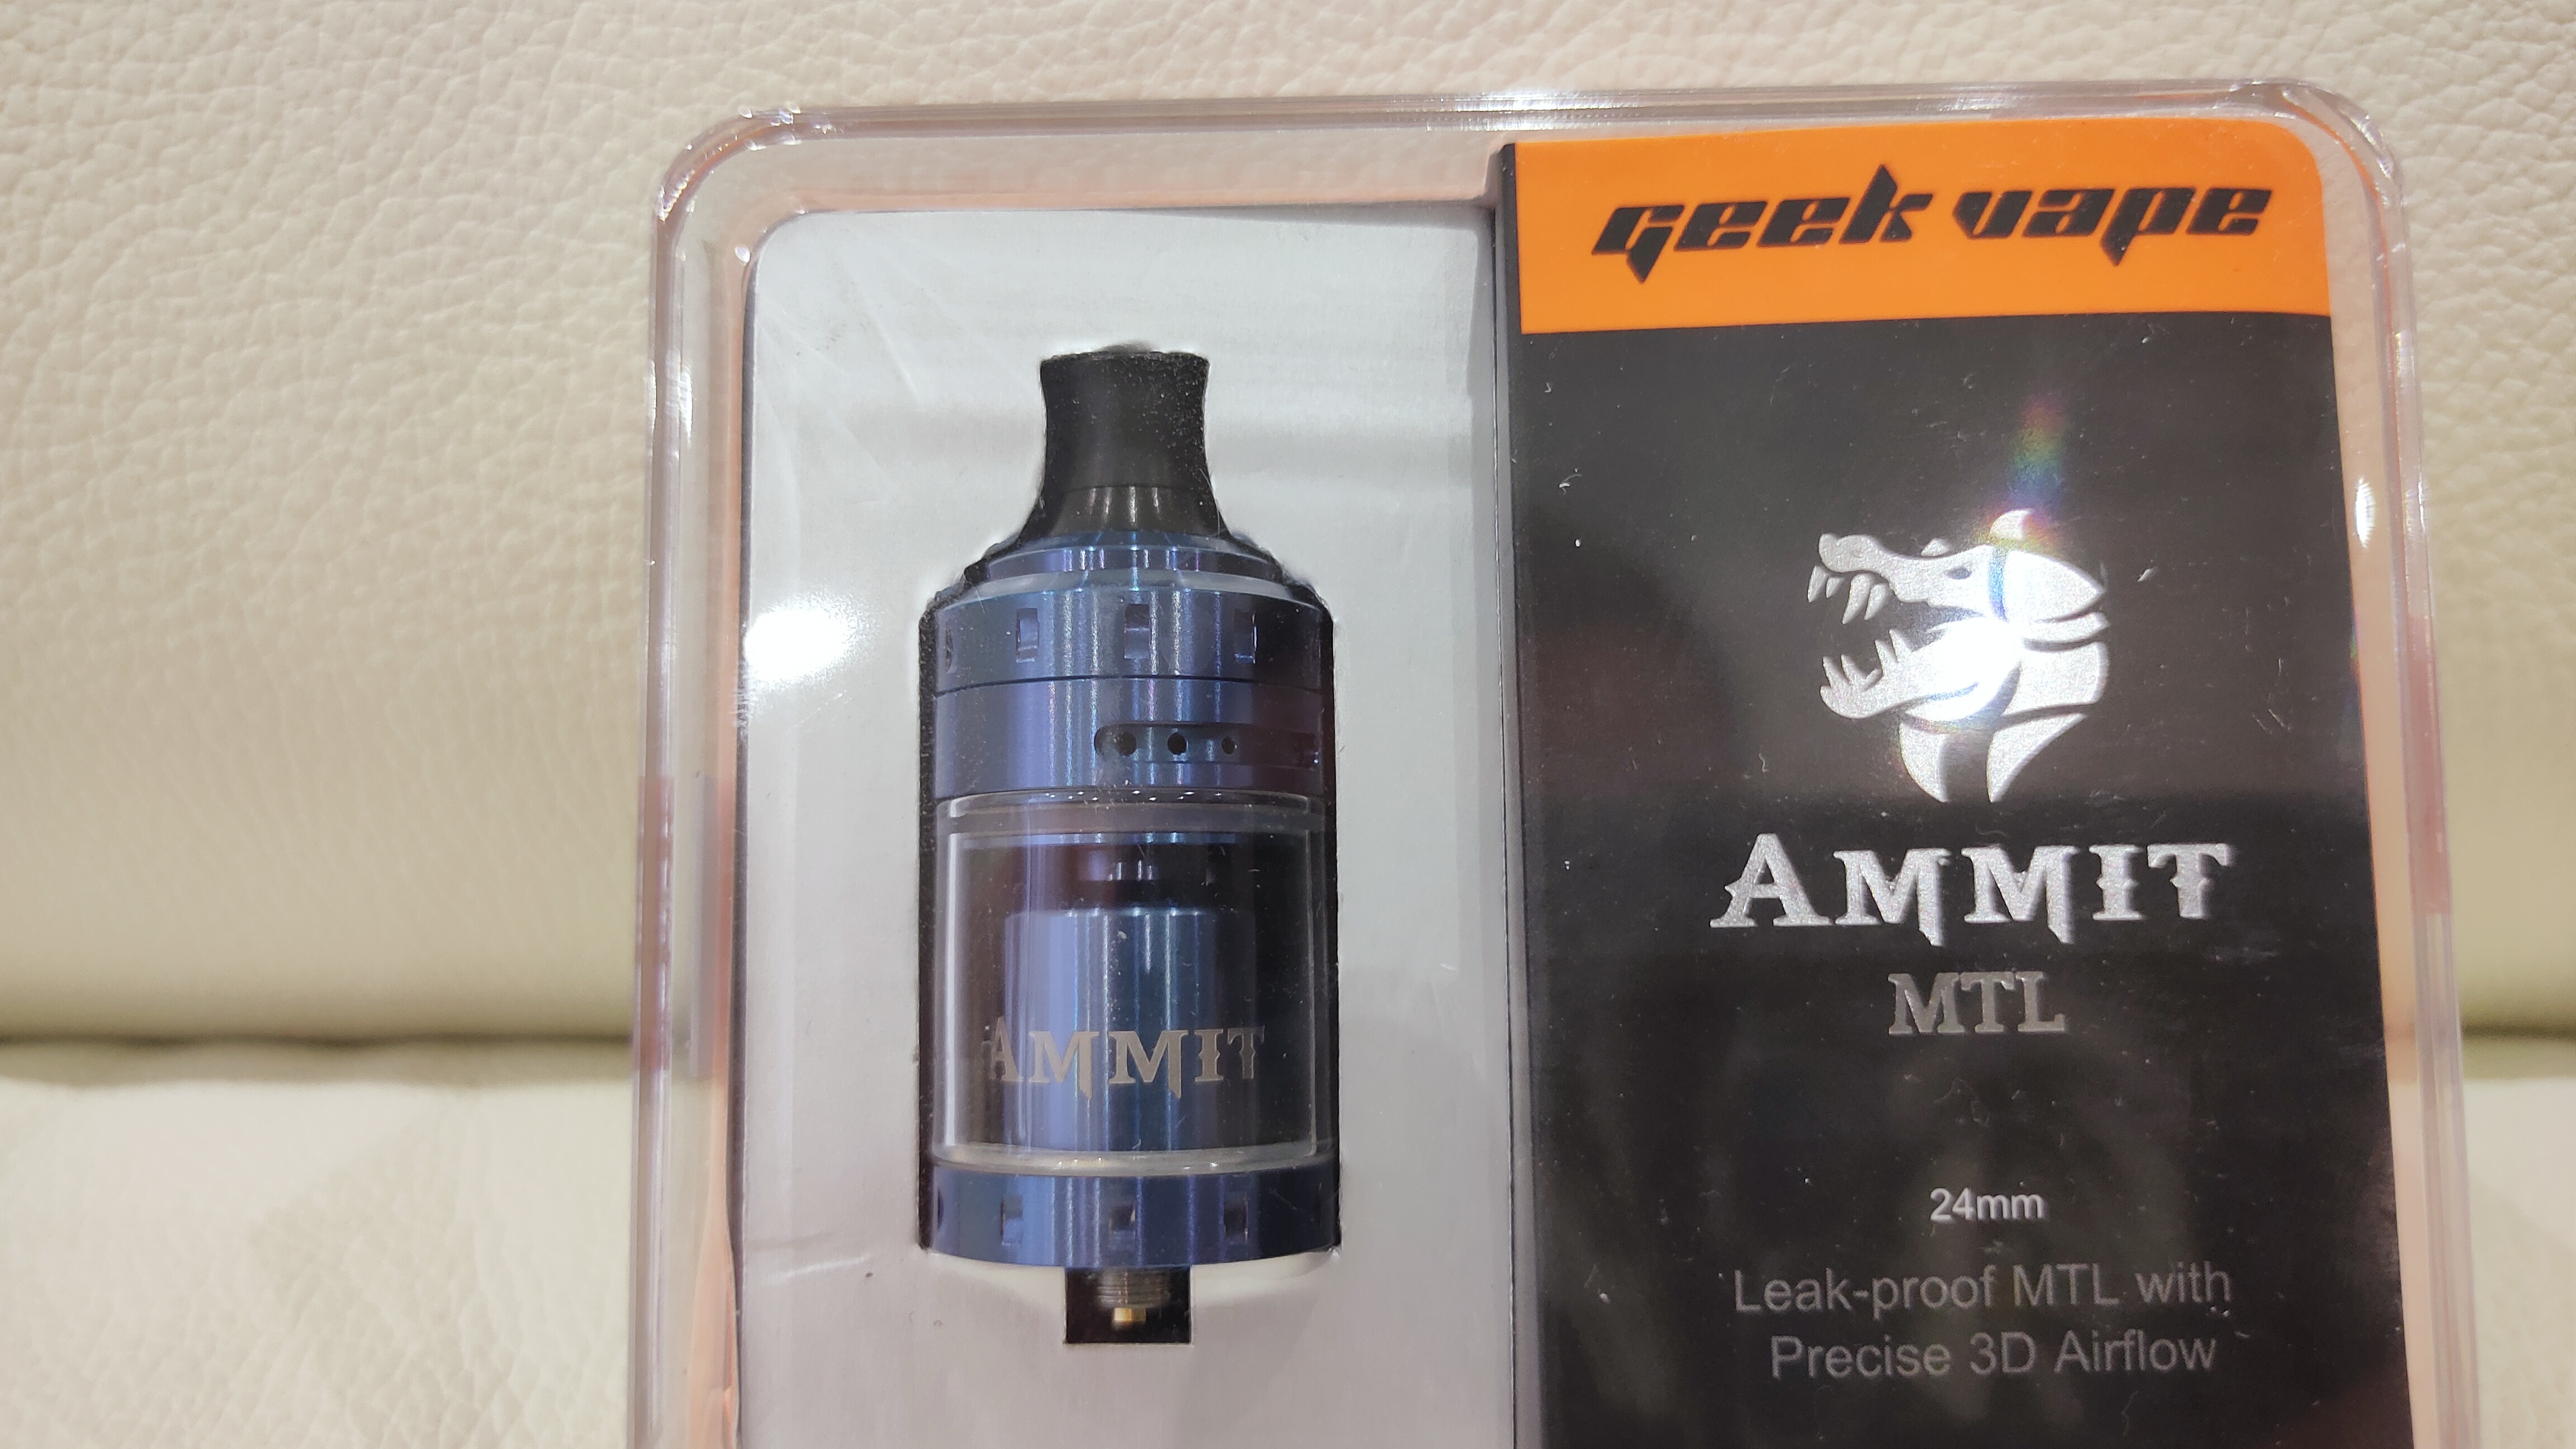 geek vape
AMMIT
MTL
AMMIT
24mm
Leak-proof MTL with
Precise 3D Airflow